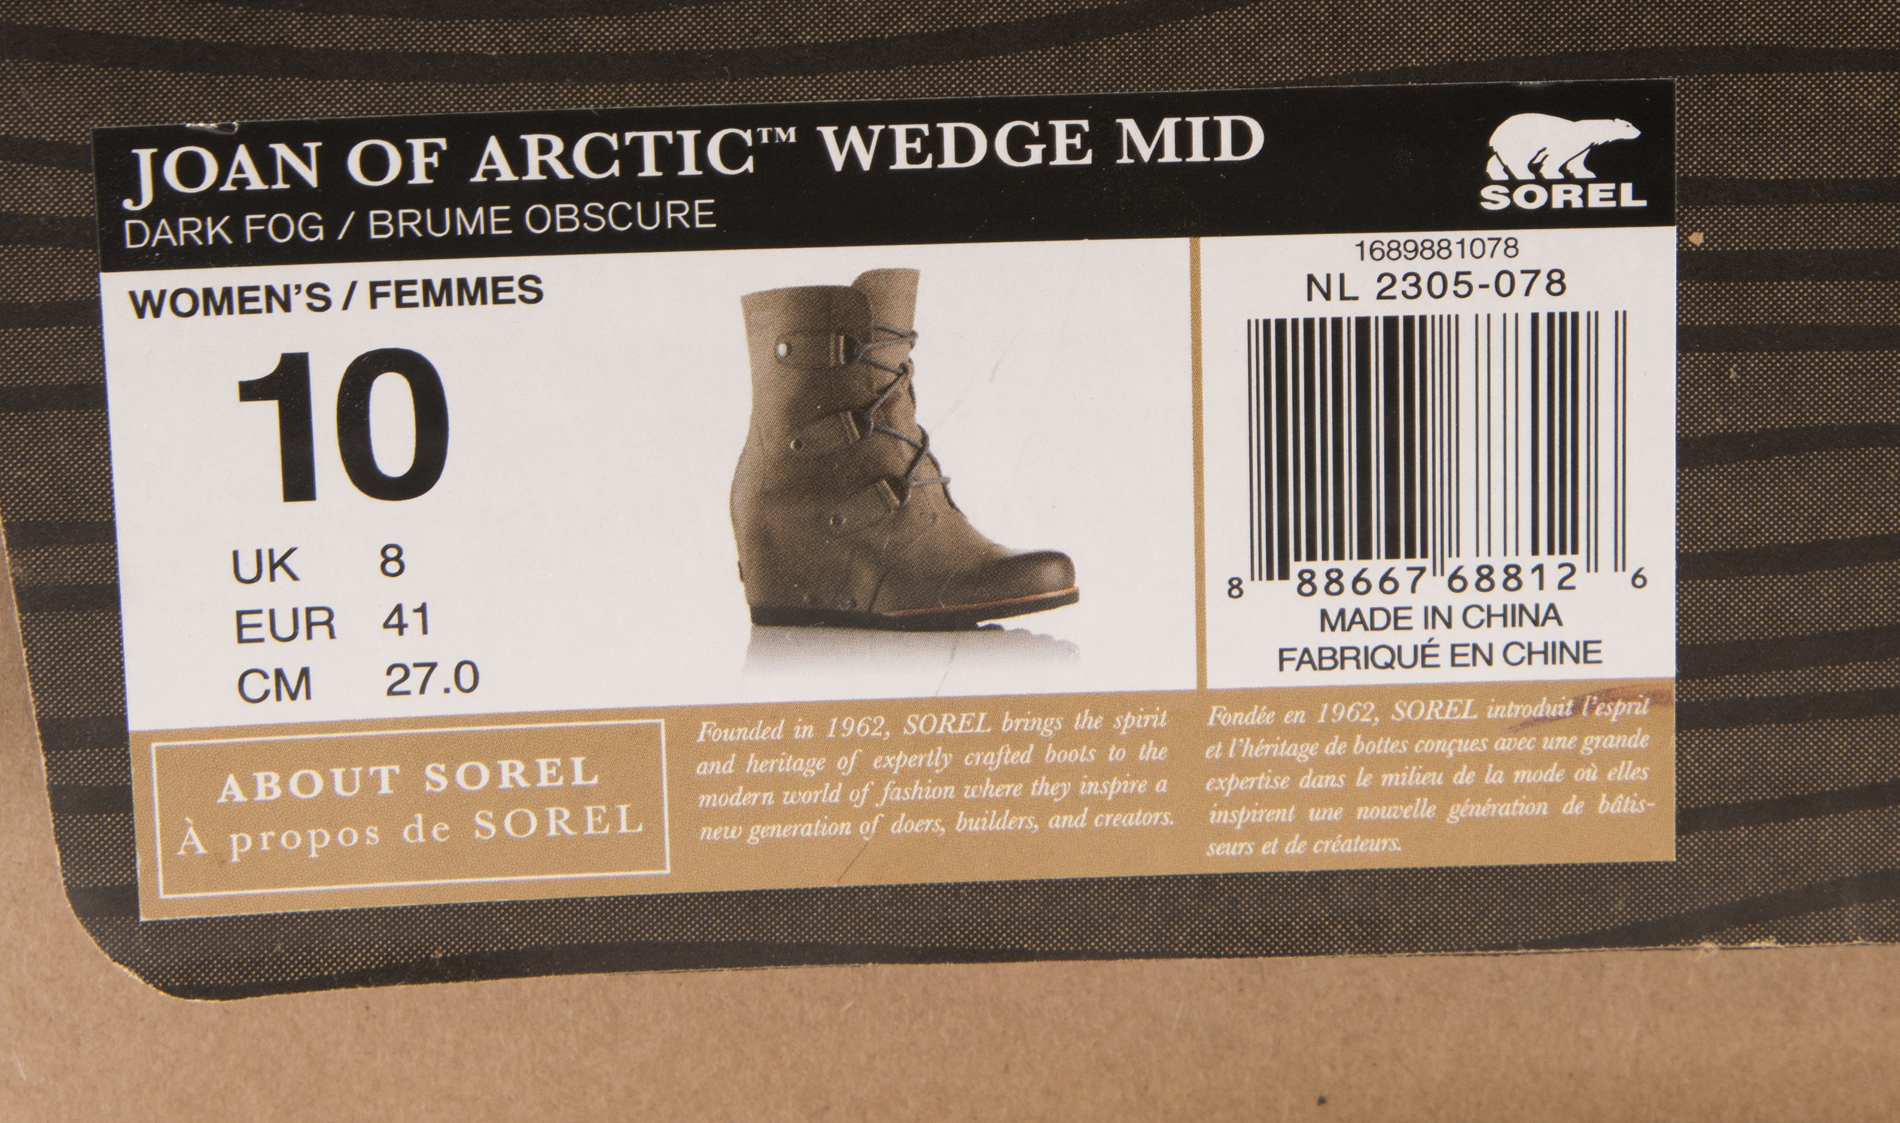 JOAN OF ARCTIC™ WEDGE MID
DARK FOG / BRUME OBSCURE
SOREL
WOMEN'S / FEMMES
10
UK 8
EUR 41
CM 27.0
1689881078
NL 2305-078
8 88667 68812 6
MADE IN CHINA
FABRIQUÉ EN CHINE
ABOUT SOREL
À propos de SOREL
Founded in 1962, SOREL brings the spirit
and heritage of expertly crafted boots to the
modern world of fashion where they inspire a
new generation of doers, builders, and creators.
Fondée en 1962, SOREL introduit l'esprit
et l'héritage de bottes conçues avec une grande
expertise dans le milieu de la mode où elles
inspirent une nouvelle génération de bâtis-
seurs et de créateurs.